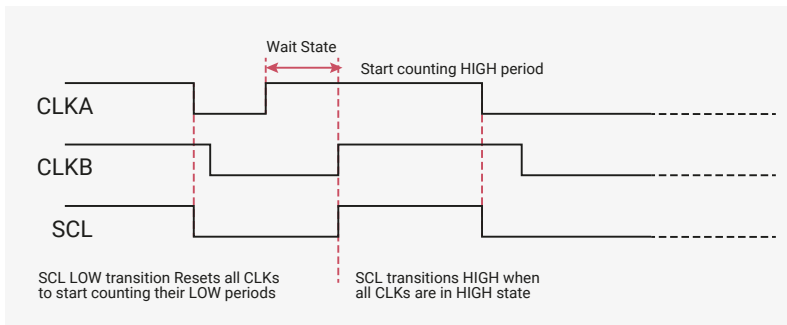 Wait State
Start counting HIGH period
CLKA
CLKB
SCL
SCL LOW transition Resets all CLKs
to start counting their LOW periods
SCL transitions HIGH when
all CLKs are in HIGH state